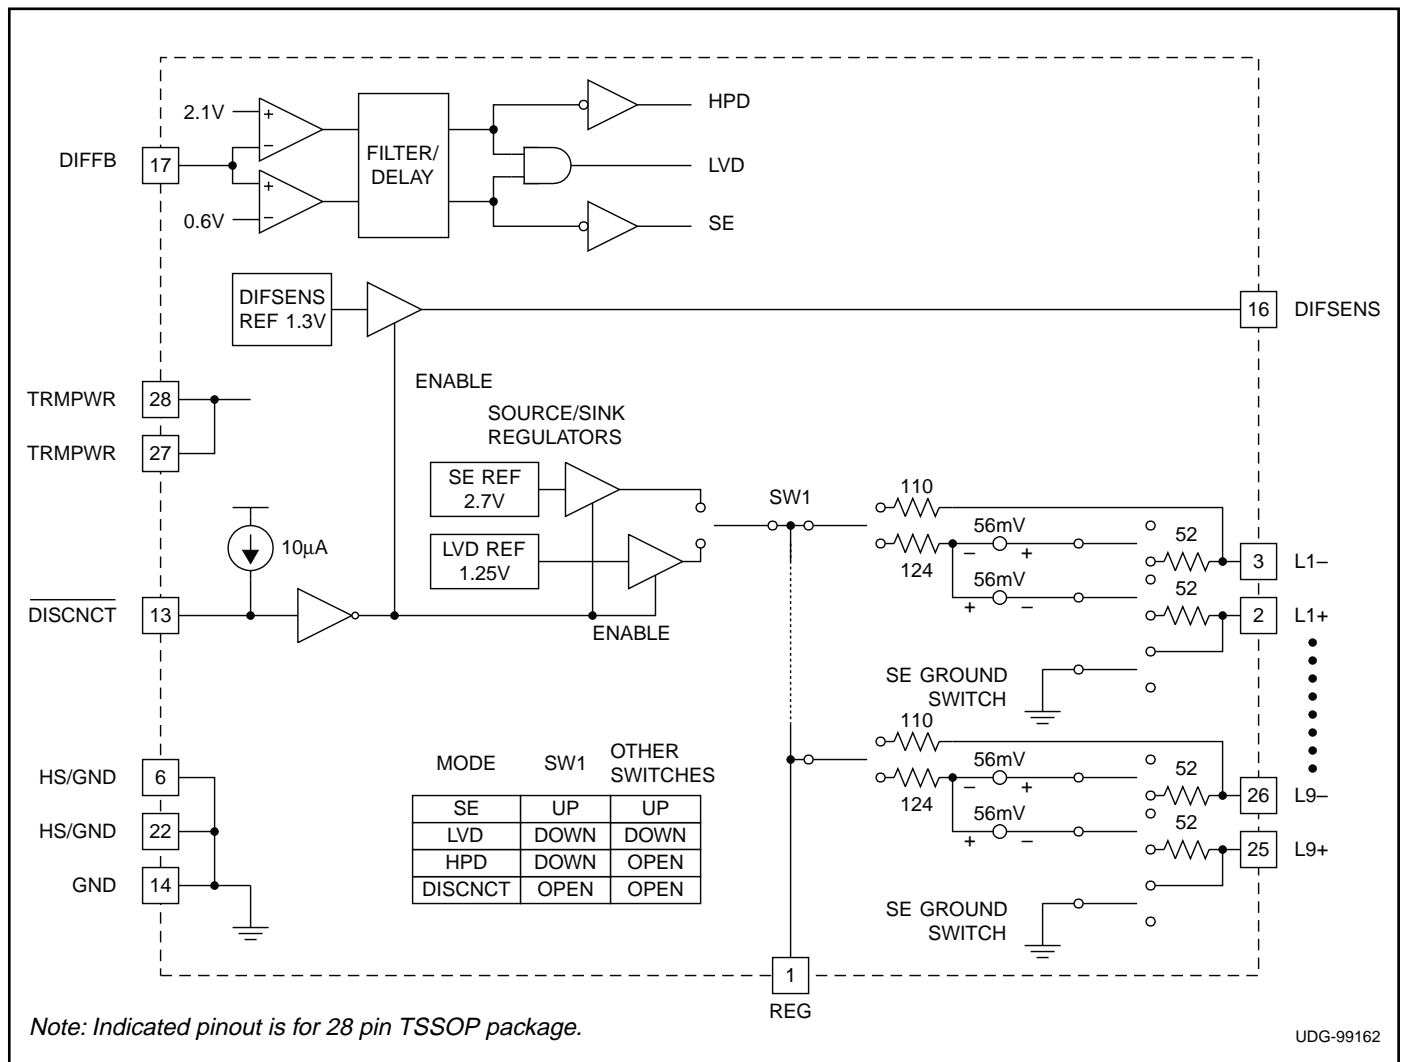 2.1V
+
–
HPD
DIFFB
17
FILTER/
DELAY
LVD
+
–
0.6V
SE
DIFSENS
REF 1.3V
16
DIFSENS
ENABLE
TRMPWR
28
TRMPWR
27
SOURCE/SINK
REGULATORS
SE REF
2.7V
LVD REF
1.25V
SW1
10µA
DISCNCT
13
ENABLE
110
124
56mV
– +
56mV
+ –
52
52
3
L1–
2
L1+
SE GROUND
SWITCH
110
124
56mV
– +
56mV
+ –
52
52
26
L9–
25
L9+
SE GROUND
SWITCH
HS/GND
6
HS/GND
22
GND
14
MODE SW1 OTHER
SWITCHES
SE UP UP
LVD DOWN DOWN
HPD DOWN OPEN
DISCNCT OPEN OPEN
1
REG
Note: Indicated pinout is for 28 pin TSSOP package.
UDG-99162